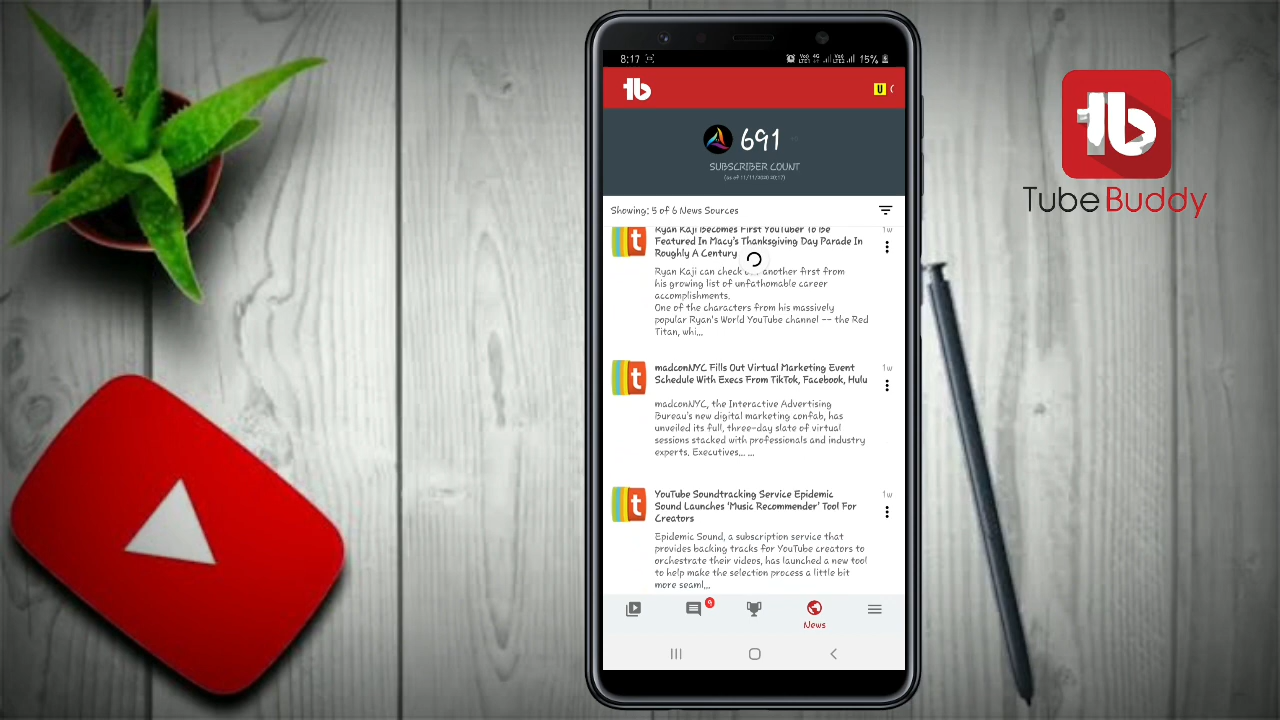 8:17
15%
tb
U
691
SUBSCRIBER COUNT
Showing: 5 of 6 News Sources
Ryan Kaji Becomes First YouTuber To Be
Featured In Macy's Thanksgiving Day Parade In
Roughly A Century
1w
Ryan Kaji can check another first from
his growing list of unfathomable career
accomplishments.
One of the characters from his massively
popular Ryan's World YouTube channel -- the Red
Titan, whi...
t
madconNYC Fills Out Virtual Marketing Event
Schedule With Execs From TikTok, Facebook, Hulu
1w
madconNYC, the Interactive Advertising
Bureau's new digital marketing confab, has
unveiled its full, three-day slate of virtual
sessions stacked with professionals and industry
experts. Executives... ...
t
YouTube Soundtracking Service Epidemic
Sound Launches 'Music Recommender' Tool For
Creators
1w
Epidemic Sound, a subscription service that
provides backing tracks for YouTube creators to
orchestrate their videos, has launched a new tool
to help make the selection process a little bit
more seaml...
t
9
News
tb
TubeBuddy